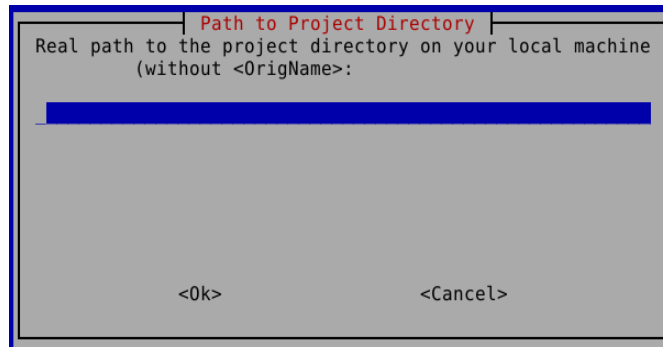 Path to Project Directory
Real path to the project directory on your local machine
(without <OrigName>:
<Ok> <Cancel>